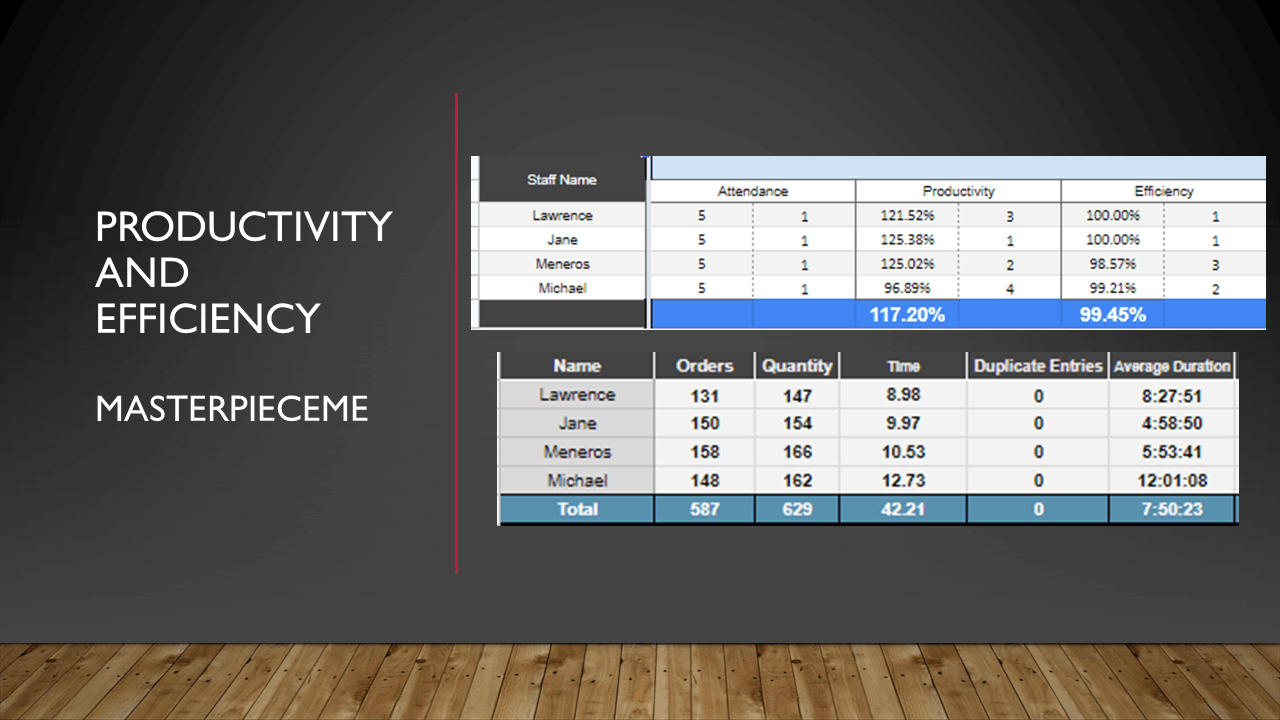 PRODUCTIVITY
AND
EFFICIENCY
MASTERPIECEME
Staff Name
Attendance Productivity Efficiency
Lawrence 5 1 121.52% 3 100.00% 1
Jane 5 1 125.38% 1 100.00% 1
Meneros 5 1 125.02% 2 98.57% 3
Michael 5 1 96.89% 4 99.21% 2
117.20% 99.45%
Name Orders Quantity Time Duplicate Entries Average Duration
Lawrence 131 147 8.98 0 8:27:51
Jane 150 154 9.97 0 4:58:50
Meneros 158 166 10.53 0 5:53:41
Michael 148 162 12.73 0 12:01:08
Total 587 629 42.21 0 7:50:23